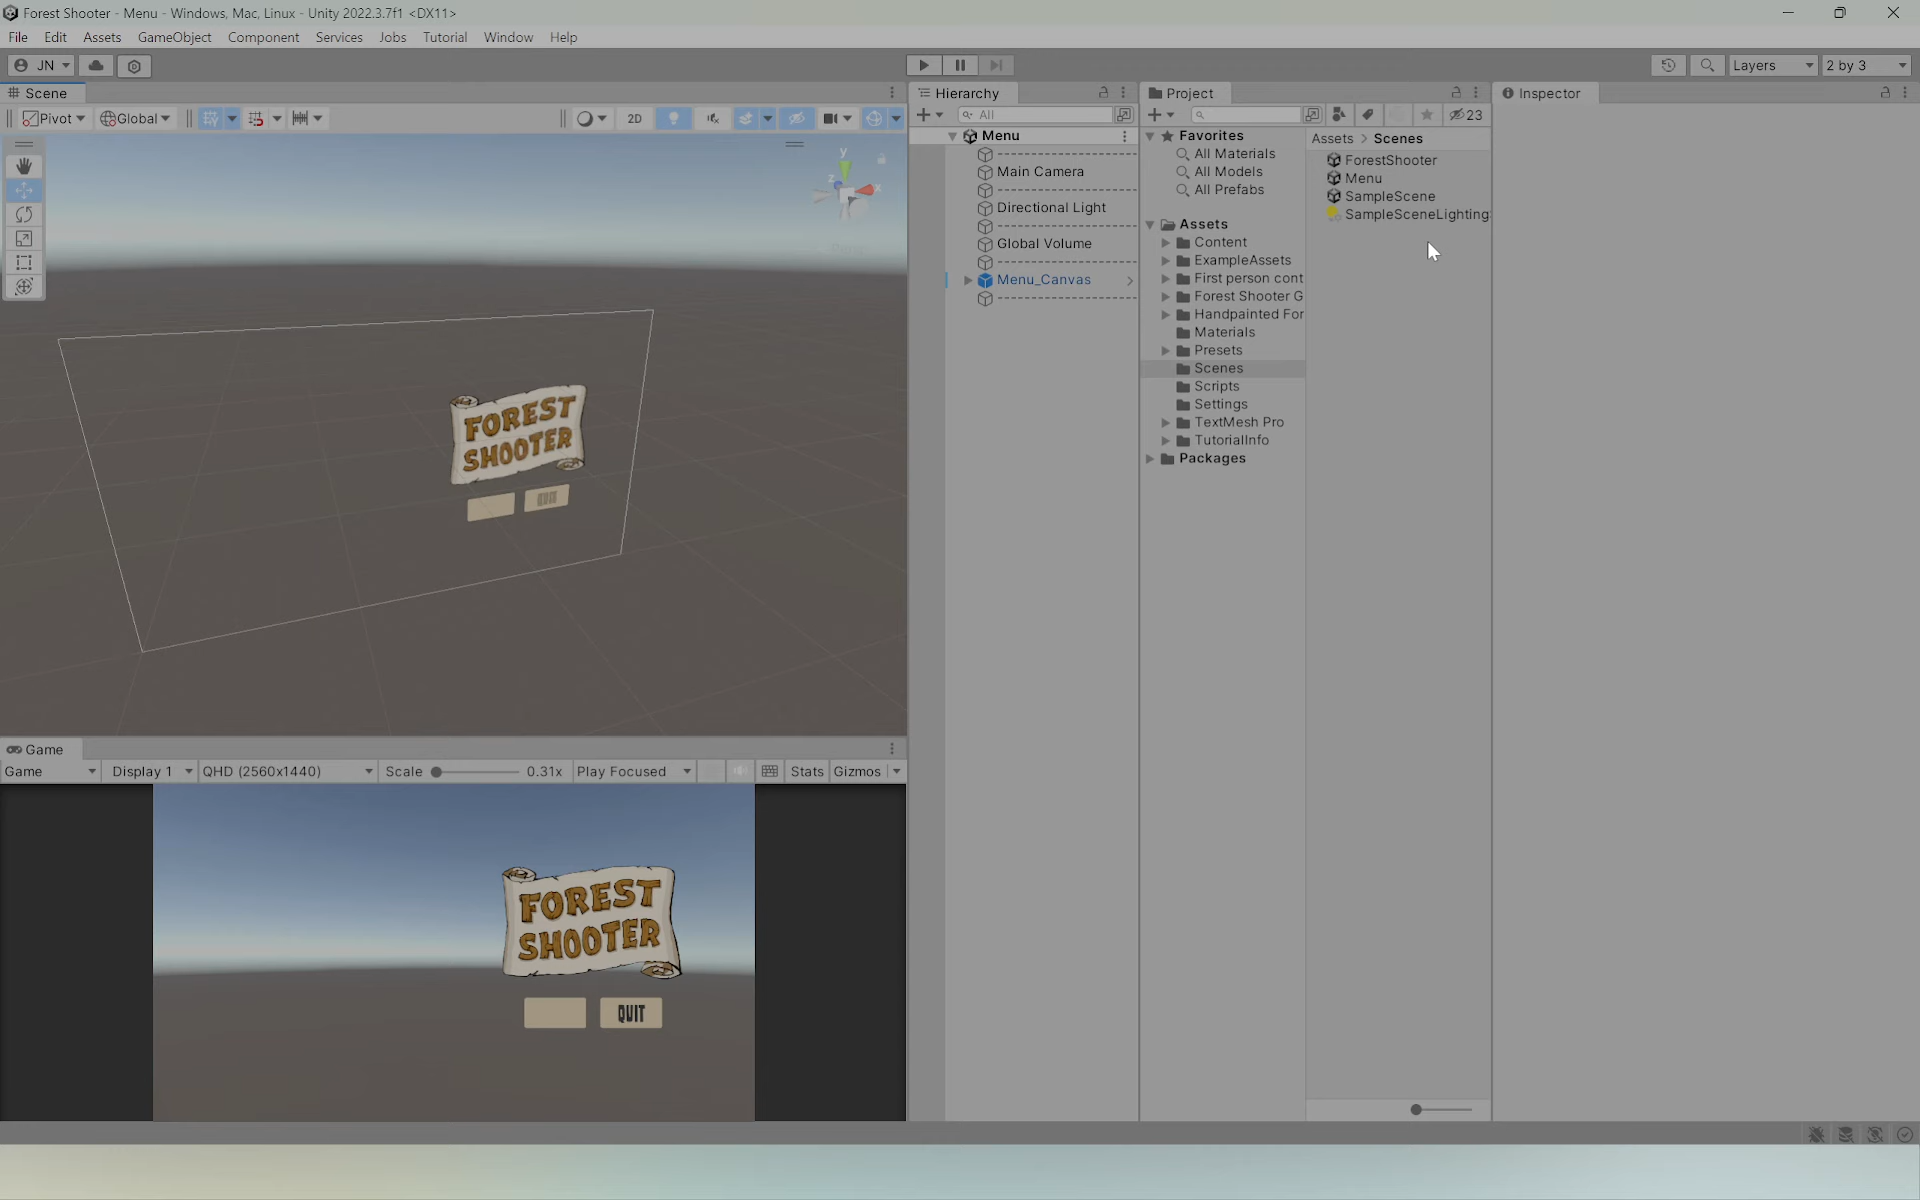 Forest Shooter - Menu - Windows, Mac, Linux - Unity 2022.3.7f1 <DX11>
File Edit Assets GameObject Component Services Jobs Tutorial Window Help
JN Layers 2 by 3
Scene
Pivot Global 2D
y
x
z
Persp
FOREST
SHOOTER
Game
Game Display 1 QHD (2560x1440) Scale 0.31x Play Focused Stats Gizmos
FOREST
SHOOTER
QUIT
Hierarchy
All
Menu
--------------------
Main Camera
--------------------
Directional Light
--------------------
Global Volume
--------------------
Menu_Canvas
--------------------
Project
23
Favorites
All Materials
All Models
All Prefabs
Assets
Content
ExampleAssets
First person cont
Forest Shooter G
Handpainted For
Materials
Presets
Scenes
Scripts
Settings
TextMesh Pro
TutorialInfo
Packages
Assets > Scenes
ForestShooter
Menu
SampleScene
SampleSceneLighting
Inspector